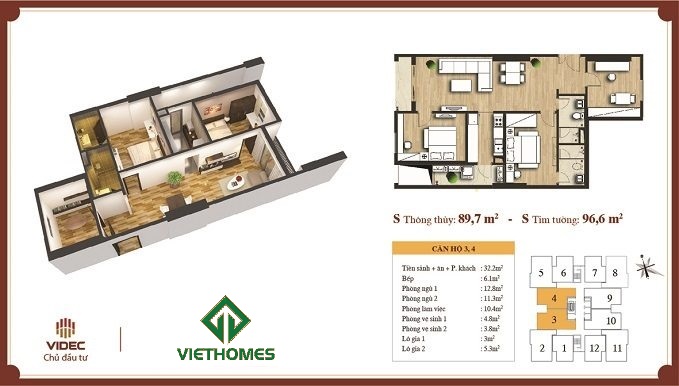 S Thông thủy: 89,7 m² - S Tim tường: 96,6 m²
CĂN HỘ 3, 4
Tiền sảnh + ăn + P. khách : 32.2m²
Bếp : 6.1m²
Phòng ngủ 1 : 12.8m²
Phòng ngủ 2 : 11.3m²
Phòng làm việc : 10.4m²
Phòng vệ sinh 1 : 4.8m²
Phòng vệ sinh 2 : 3.8m²
Lô gia 1 : 3m²
Lô gia 2 : 5.3m²
5 6 7 8
4 9
3 10
2 1 12 11
VIDEC
Chủ đầu tư
VIETHOMES